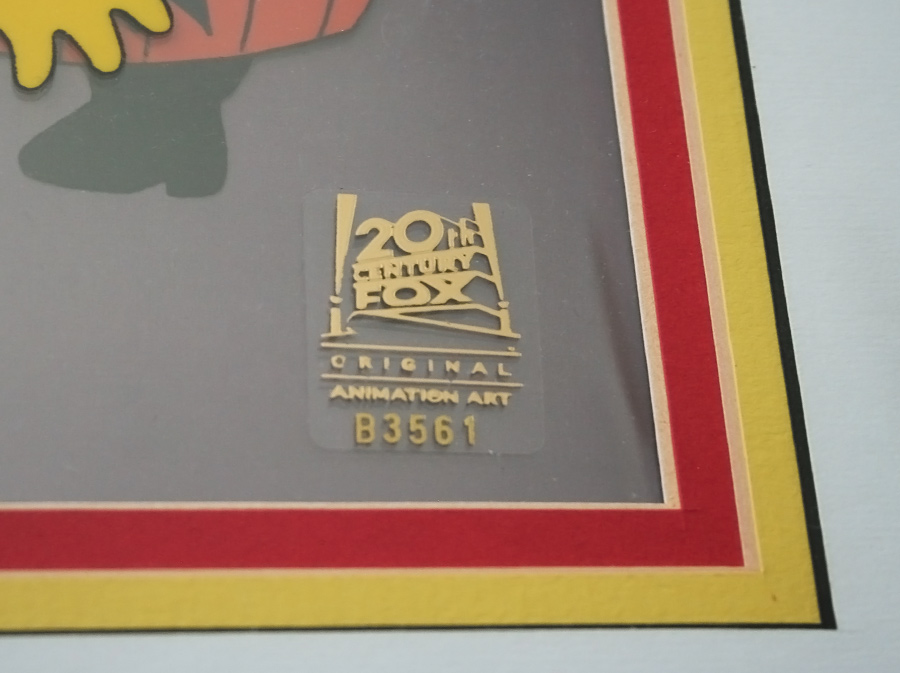 20th
CENTURY
FOX
ORIGINAL
ANIMATION ART
B3561